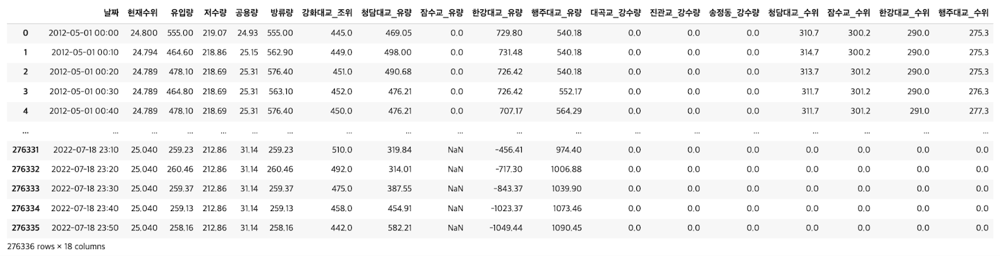 날짜 현재수위 유입량 저수량 공용량 방류량 강화대교_조위 청담대교_유량 잠수교_유량 한강대교_유량 행주대교_유량 대곡교_강수량 진관교_강수량 송정동_강수량 청담대교_수위 잠수교_수위 한강대교_수위 행주대교_수위
0 2012-05-01 00:00 24.800 555.00 219.07 24.93 555.00 445.0 469.05 0.0 729.80 540.18 0.0 0.0 0.0 310.7 300.2 290.0 275.3
1 2012-05-01 00:10 24.794 464.60 218.86 25.15 562.90 449.0 498.00 0.0 731.48 540.18 0.0 0.0 0.0 314.7 300.2 290.0 275.3
2 2012-05-01 00:20 24.789 478.10 218.69 25.31 576.40 451.0 490.68 0.0 726.42 540.18 0.0 0.0 0.0 313.7 301.2 290.0 275.3
3 2012-05-01 00:30 24.789 464.80 218.69 25.31 563.10 452.0 476.21 0.0 726.42 552.17 0.0 0.0 0.0 311.7 301.2 290.0 276.3
4 2012-05-01 00:40 24.789 478.10 218.69 25.31 576.40 450.0 476.21 0.0 707.17 564.29 0.0 0.0 0.0 311.7 301.2 291.0 277.3
... ... ... ... ... ... ... ... ... ... ... ... ... ... ... ... ... ... ...
276331 2022-07-18 23:10 25.040 259.23 212.86 31.14 259.23 510.0 319.84 NaN -456.41 974.40 0.0 0.0 0.0 0.0 0.0 0.0 0.0
276332 2022-07-18 23:20 25.040 260.46 212.86 31.14 260.46 492.0 314.01 NaN -717.30 1006.88 0.0 0.0 0.0 0.0 0.0 0.0 0.0
276333 2022-07-18 23:30 25.040 259.37 212.86 31.14 259.37 475.0 387.55 NaN -843.37 1039.90 0.0 0.0 0.0 0.0 0.0 0.0 0.0
276334 2022-07-18 23:40 25.040 259.13 212.86 31.14 259.13 458.0 454.91 NaN -1023.37 1073.46 0.0 0.0 0.0 0.0 0.0 0.0 0.0
276335 2022-07-18 23:50 25.040 258.16 212.86 31.14 258.16 442.0 582.21 NaN -1049.44 1090.45 0.0 0.0 0.0 0.0 0.0 0.0 0.0
276336 rows × 18 columns